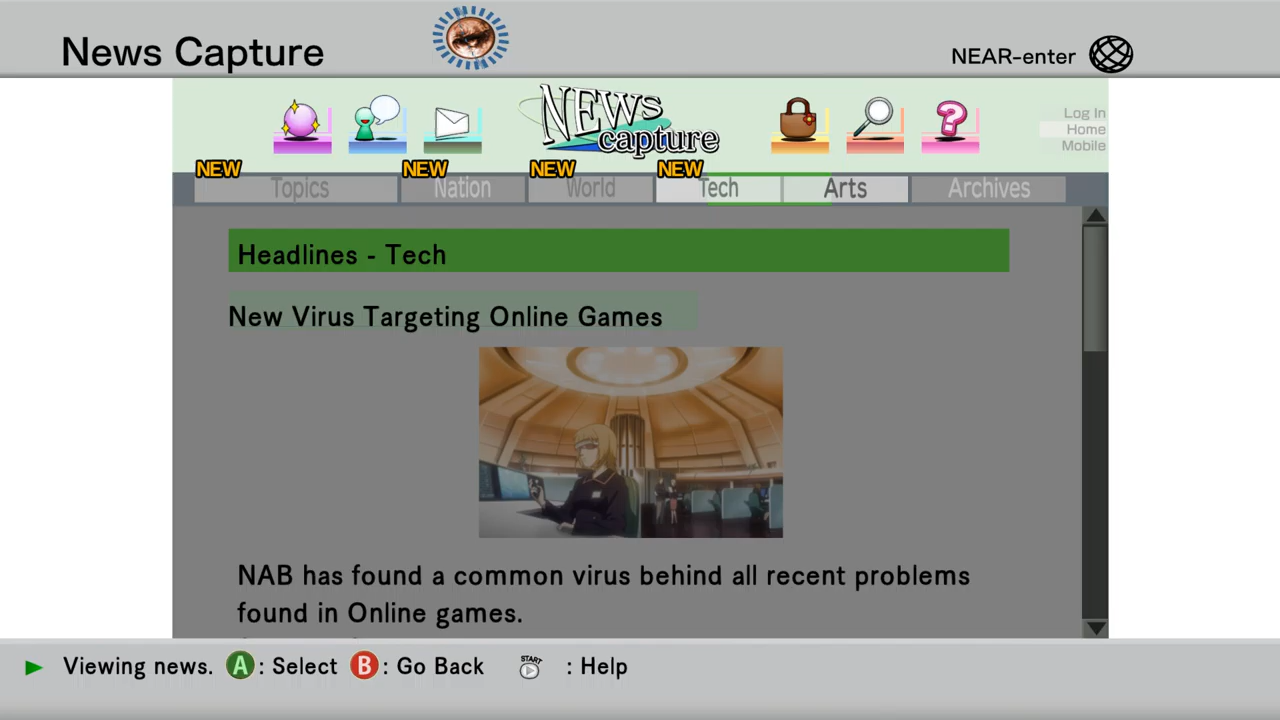 News Capture
NEAR-enter
NEWs
capture
Log In
Home
Mobile
NEW
NEW
NEW
NEW
Topics
Nation
World
Tech
Arts
Archives
Headlines - Tech
New Virus Targeting Online Games
NAB has found a common virus behind all recent problems
found in Online games.
Viewing news. A : Select B : Go Back START : Help